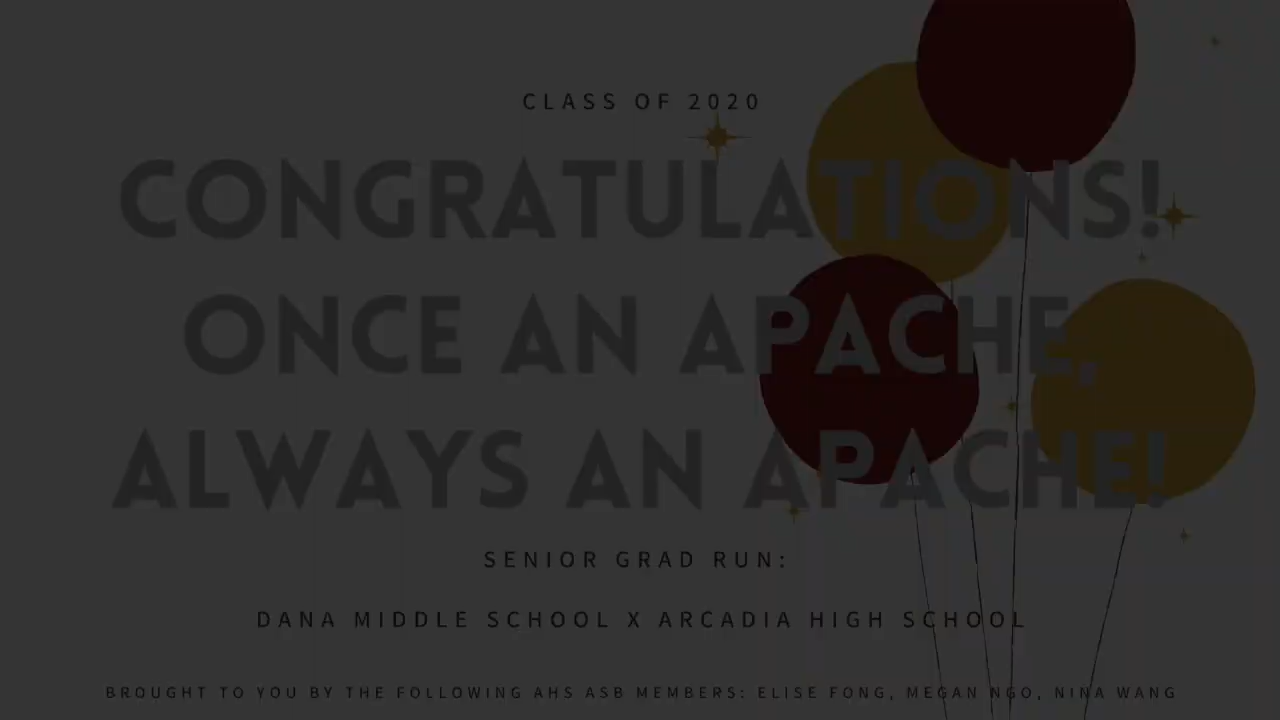 CLASS OF 2020
CONGRATULATIONS!
ONCE AN APACHE,
ALWAYS AN APACHE!
SENIOR GRAD RUN:
DANA MIDDLE SCHOOL X ARCADIA HIGH SCHOOL
BROUGHT TO YOU BY THE FOLLOWING AHS ASB MEMBERS: ELISE FONG, MEGAN NGO, NINA WANG